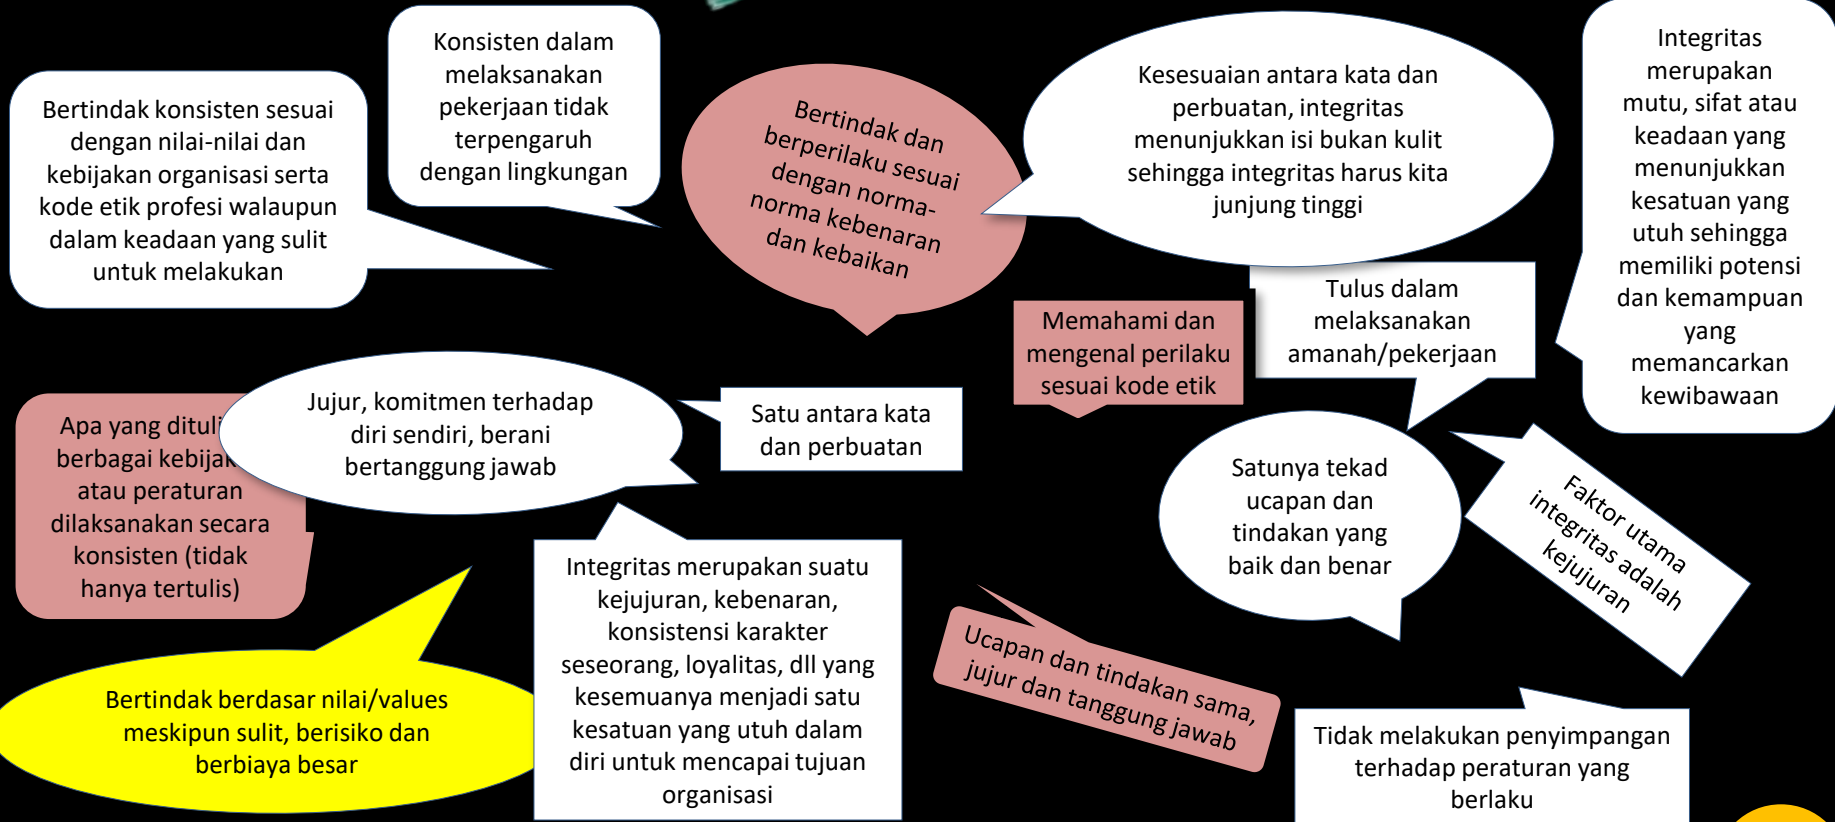 Bertindak konsisten sesuai
dengan nilai-nilai dan
kebijakan organisasi serta
kode etik profesi walaupun
dalam keadaan yang sulit
untuk melakukan
Konsisten dalam
melaksanakan
pekerjaan tidak
terpengaruh
dengan lingkungan
Bertindak dan
berperilaku sesuai
dengan norma-
norma kebenaran
dan kebaikan
Kesesuaian antara kata dan
perbuatan, integritas
menunjukkan isi bukan kulit
sehingga integritas harus kita
junjung tinggi
Integritas
merupakan
mutu, sifat atau
keadaan yang
menunjukkan
kesatuan yang
utuh sehingga
memiliki potensi
dan kemampuan
yang
memancarkan
kewibawaan
Memahami dan
mengenal perilaku
sesuai kode etik
Tulus dalam
melaksanakan
amanah/pekerjaan
Apa yang
berbagai
atau peraturan
dilaksanakan secara
konsisten (tidak
hanya tertulis)
Jujur, komitmen terhadap
diri sendiri, berani
bertanggung jawab
Satu antara kata
dan perbuatan
Satunya tekad
ucapan dan
tindakan yang
baik dan benar
Faktor utama
integritas adalah
kejujuran
Bertindak berdasar nilai/values
meskipun sulit, berisiko dan
berbiaya besar
Integritas merupakan suatu
kejujuran, kebenaran,
konsistensi karakter
seseorang, loyalitas, dll yang
kesemuanya menjadi satu
kesatuan yang utuh dalam
diri untuk mencapai tujuan
organisasi
Ucapan dan tindakan sama,
jujur dan tanggung jawab
Tidak melakukan penyimpangan
terhadap peraturan yang
berlaku